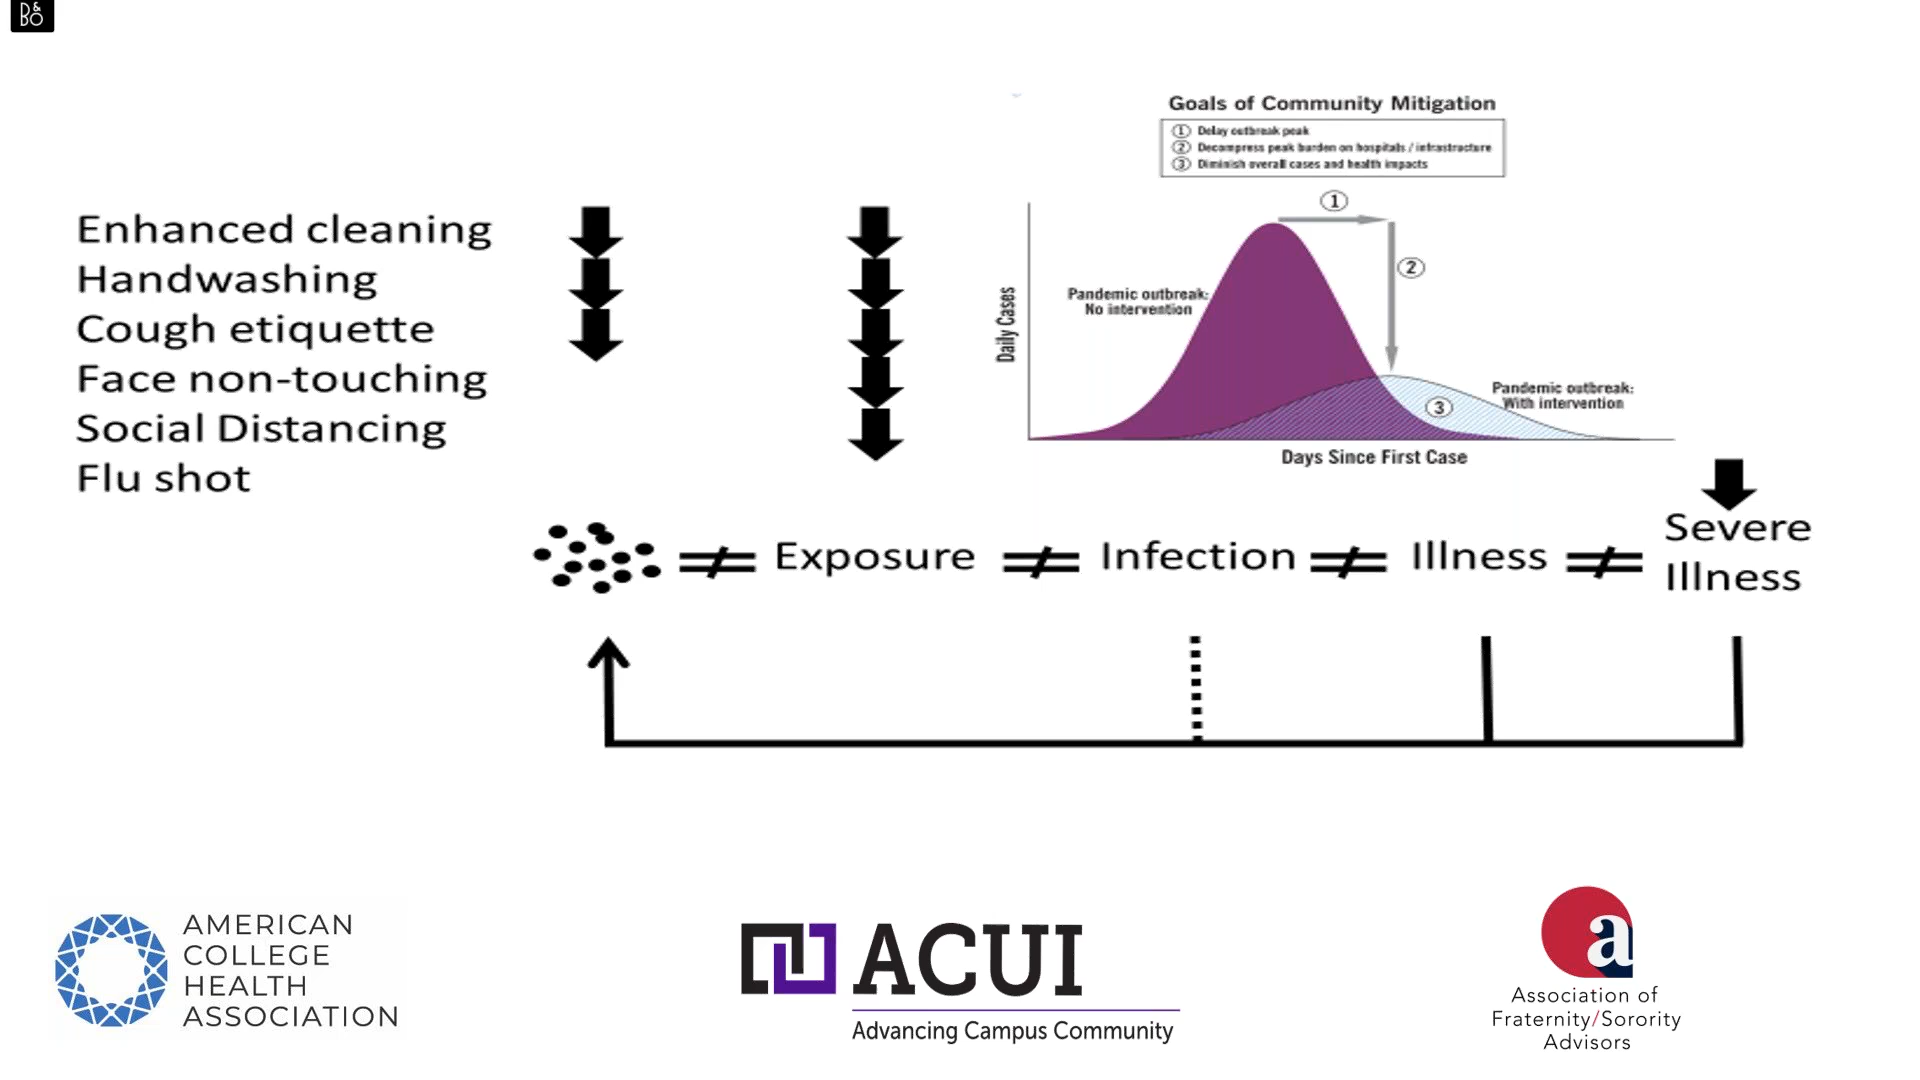 B&O
Goals of Community Mitigation
① Delay outbreak peak
② Decompress peak burden on hospitals / infrastructure
③ Diminish overall cases and health impacts
Enhanced cleaning
Handwashing
Cough etiquette
Face non-touching
Social Distancing
Flu shot
①
②
Pandemic outbreak:
No intervention
Daily Cases
Pandemic outbreak:
With intervention
③
Days Since First Case
≠ Exposure ≠ Infection ≠ Illness ≠ Severe
Illness
AMERICAN
COLLEGE
HEALTH
ASSOCIATION
ACUI
Advancing Campus Community
a
Association of
Fraternity/Sorority
Advisors